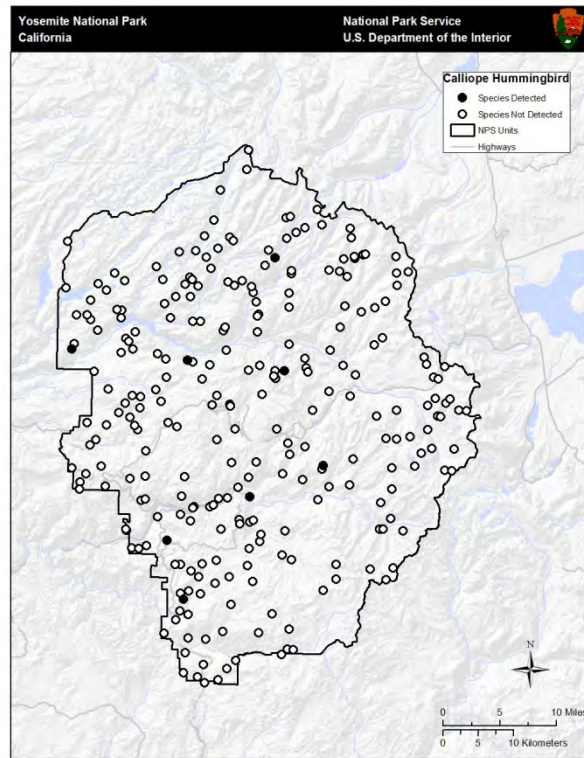 Yosemite National Park
California
National Park Service
U.S. Department of the Interior
Calliope Hummingbird
Species Detected
Species Not Detected
NPS Units
Highways
N
0 5 10 Miles
0 5 10 Kilometers